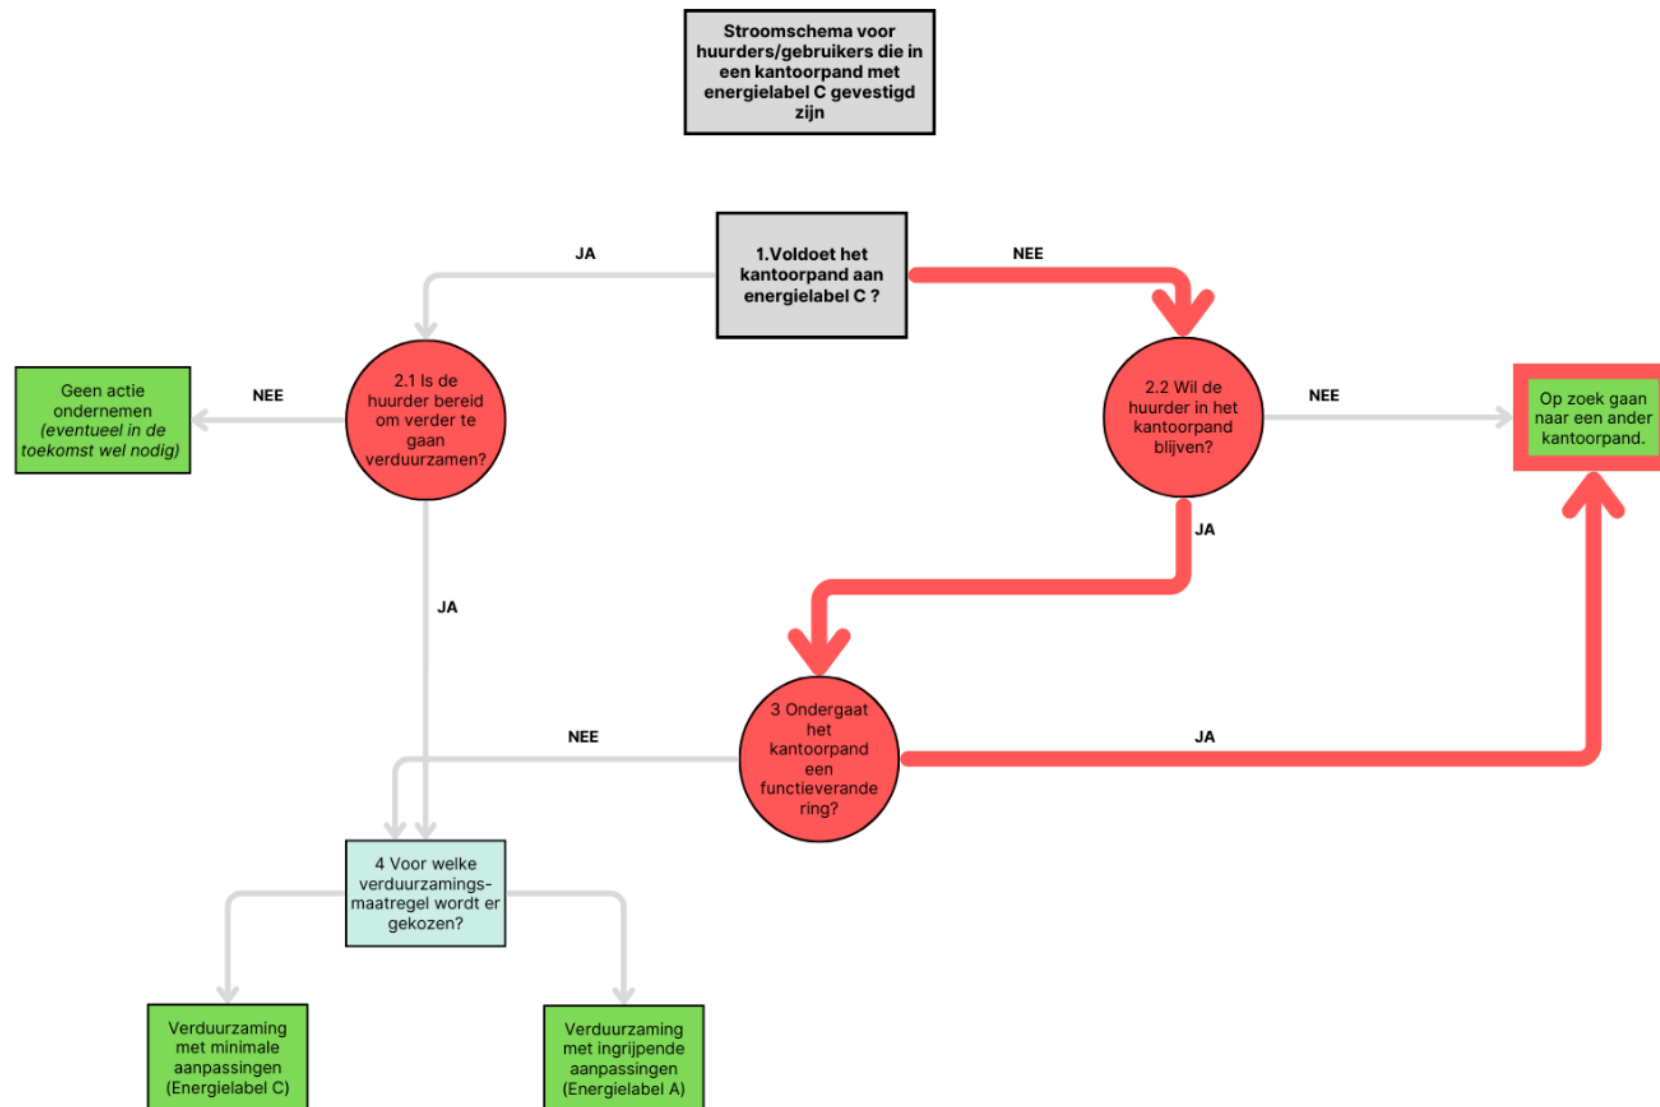 Stroomschema voor
huurders/gebruikers die in
een kantoorpand met
energielabel C gevestigd
zijn
1.Voldoet het
kantoorpand aan
energielabel C ?
JA
NEE
2.1 Is de
huurder bereid
om verder te
gaan
verduurzamen?
NEE
Geen actie
ondernemen
(eventueel in de
toekomst wel nodig)
2.2 Wil de
huurder in het
kantoorpand
blijven?
NEE
Op zoek gaan
naar een ander
kantoorpand.
JA
JA
3 Ondergaat
het
kantoorpand
een
functieverande
ring?
NEE
JA
4 Voor welke
verduurzamings-
maatregel wordt er
gekozen?
Verduurzaming
met minimale
aanpassingen
(Energielabel C)
Verduurzaming
met ingrijpende
aanpassingen
(Energielabel A)